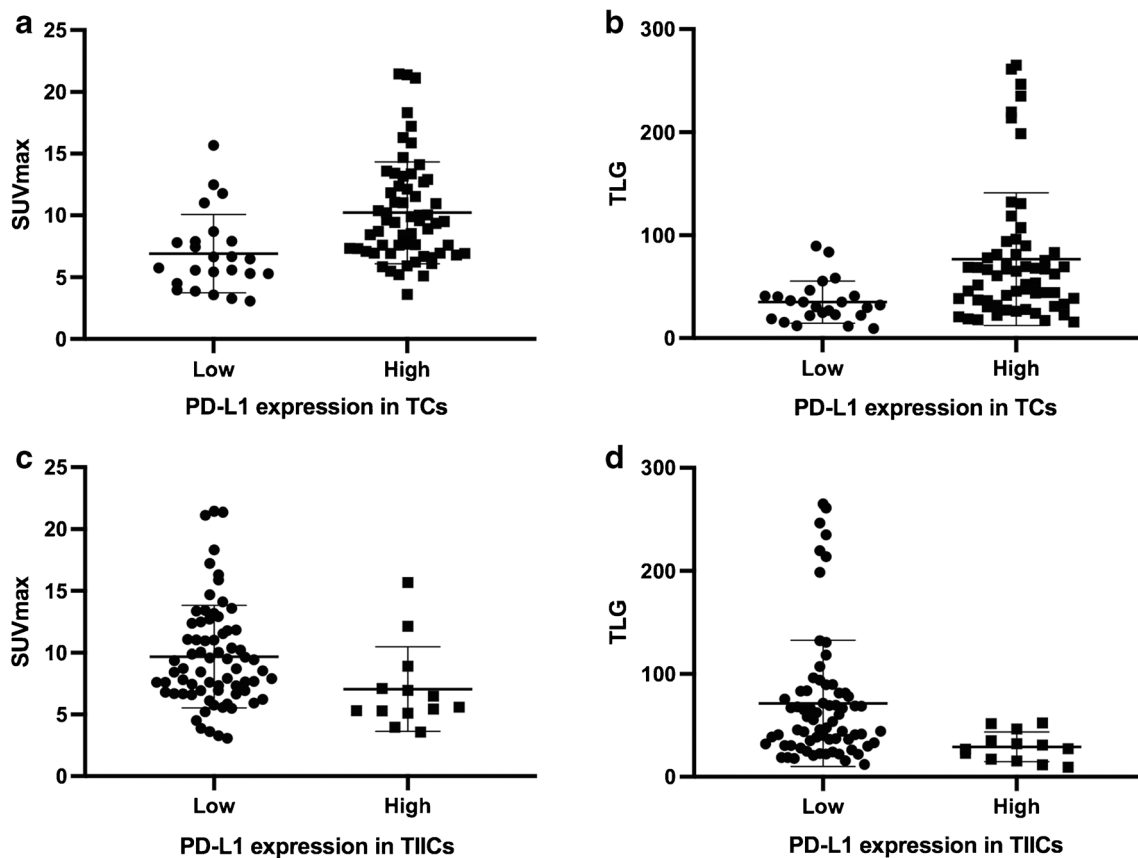 a
25
20
15
10
5
0
SUVmax
Low High
PD-L1 expression in TCs
b
300
200
100
0
TLG
Low High
PD-L1 expression in TCs
c
25
20
15
10
5
0
SUVmax
Low High
PD-L1 expression in TIICs
d
300
200
100
0
TLG
Low High
PD-L1 expression in TIICs